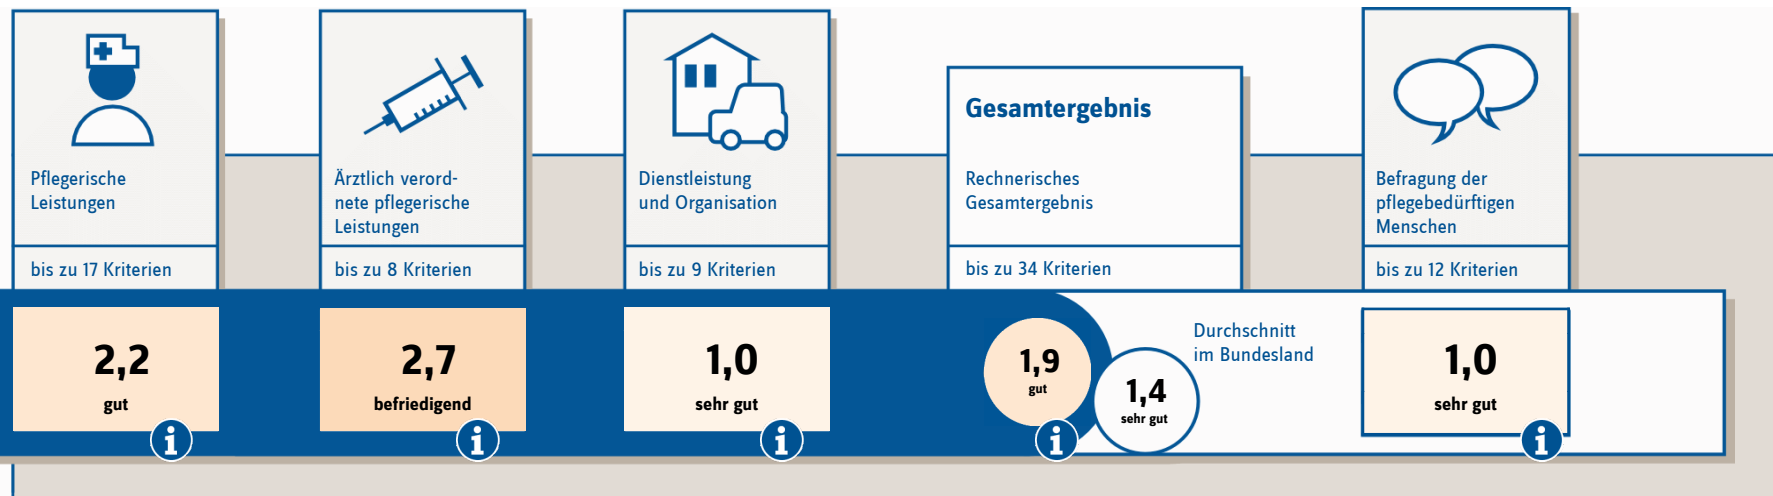 Pflegerische
Leistungen
bis zu 17 Kriterien
2,2
gut
i
Ärztlich verord-
nete pflegerische
Leistungen
bis zu 8 Kriterien
2,7
befriedigend
i
Dienstleistung
und Organisation
bis zu 9 Kriterien
1,0
sehr gut
i
Gesamtergebnis
Rechnerisches
Gesamtergebnis
bis zu 34 Kriterien
1,9
gut
i
Durchschnitt
im Bundesland
1,4
sehr gut
Befragung der
pflegebedürftigen
Menschen
bis zu 12 Kriterien
1,0
sehr gut
i